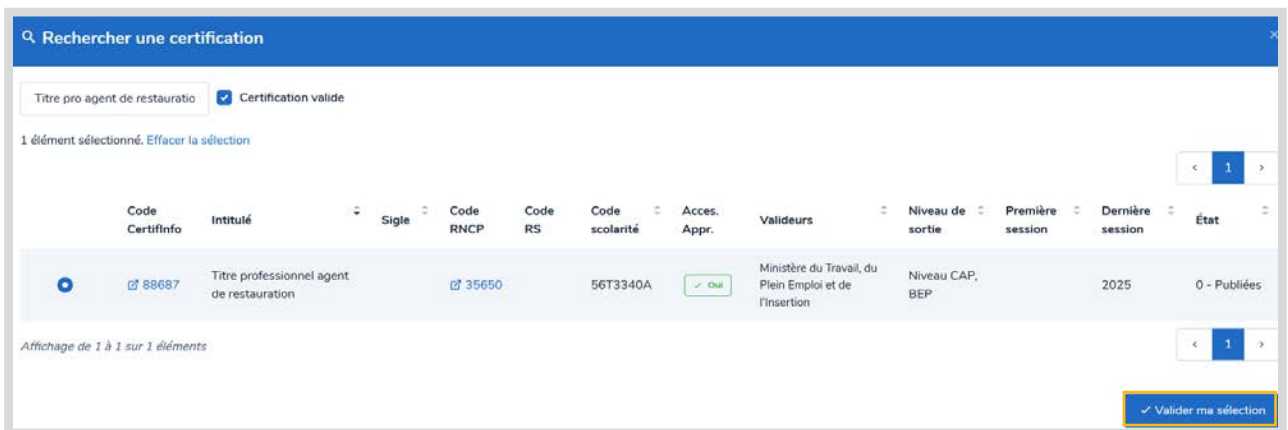 Rechercher une certification
×
Titre pro agent de restauratio
Certification valide
1 élément sélectionné. Effacer la sélection
‹ 1 ›
Code CertifInfo Intitulé Sigle Code RNCP Code RS Code scolarité Acces. Appr. Valideurs Niveau de sortie Première session Dernière session État
88687 Titre professionnel agent de restauration 35650 56T3340A Oui Ministère du Travail, du Plein Emploi et de l'Insertion Niveau CAP, BEP 2025 0 - Publiées
Affichage de 1 à 1 sur 1 éléments
‹ 1 ›
Valider ma sélection